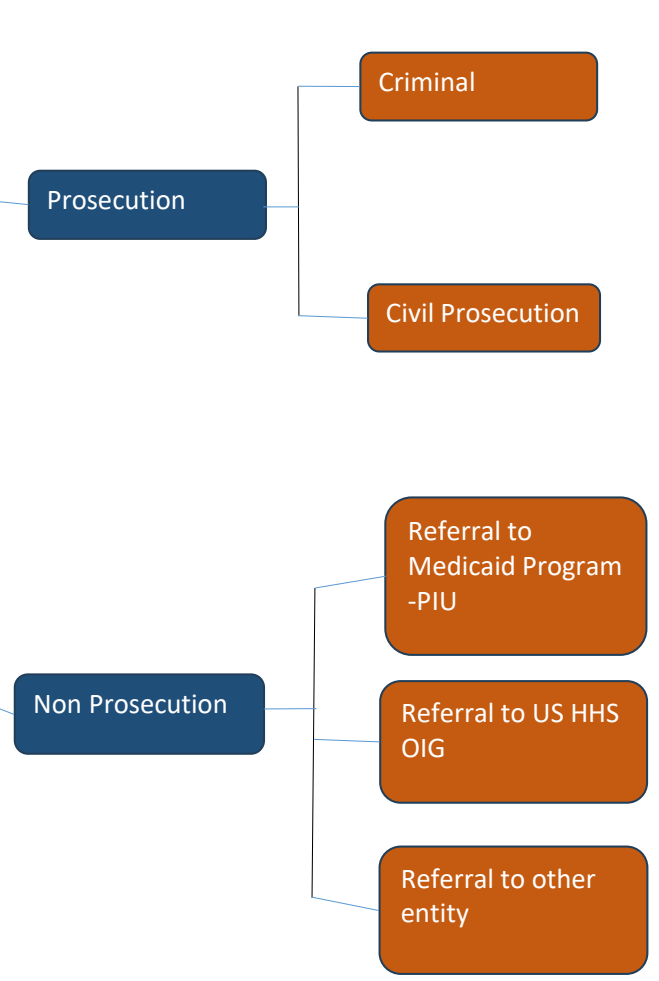 Criminal
Prosecution
Civil Prosecution
Referral to
Medicaid Program
-PIU
Non Prosecution
Referral to US HHS
OIG
Referral to other
entity